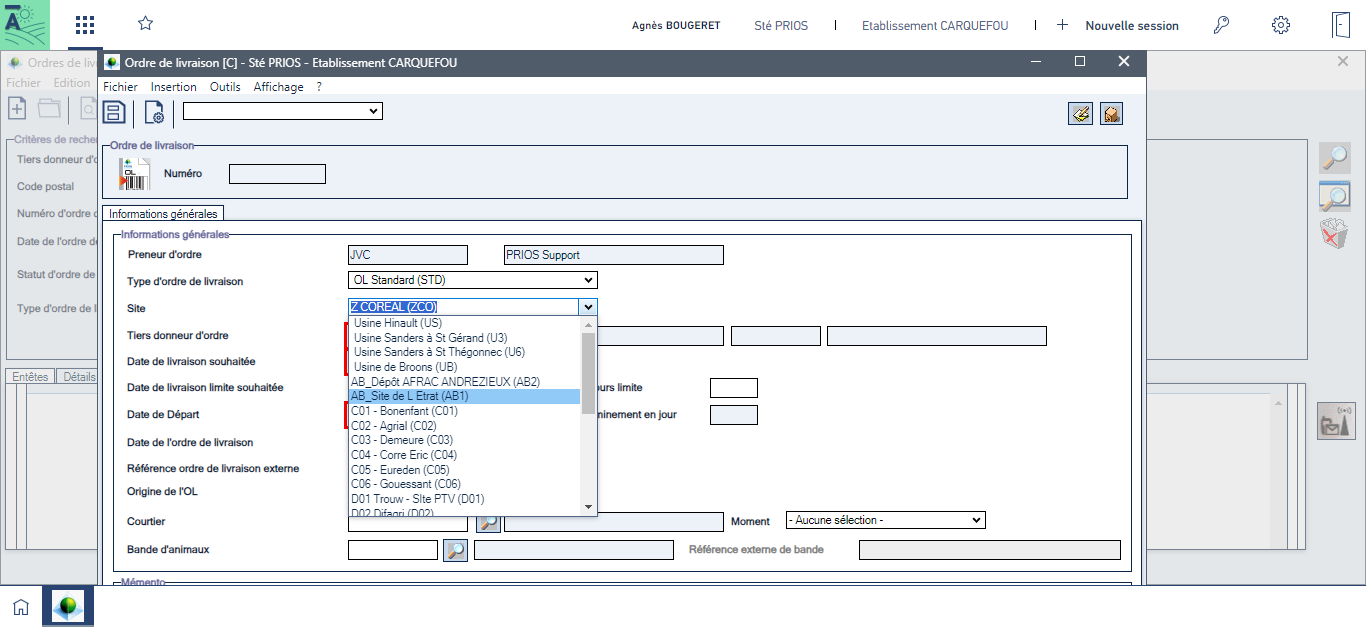 Agnès BOUGERET Sté PRIOS | Etablissement CARQUEFOU | Nouvelle session
Ordres de liv
Fichier Edition
Critères de reche
Tiers donneur d'o
Code postal
Numéro d'ordre d
Date de l'ordre de
Statut d'ordre de
Type d'ordre de l
Entêtes Détails
Ordre de livraison [C] - Sté PRIOS - Etablissement CARQUEFOU
Fichier Insertion Outils Affichage ?
Ordre de livraison
OL
Numéro
Informations générales
Informations générales
Preneur d'ordre JVC PRIOS Support
Type d'ordre de livraison OL Standard (STD)
Site Z COREAL (ZCO)
Usine Hinault (US)
Usine Sanders à St Gérand (U3)
Usine Sanders à St Thégonnec (U6)
Usine de Broons (UB)
AB_Dépôt AFRAC ANDREZIEUX (AB2)
AB_Site de L Etrat (AB1)
C01 - Bonenfant (C01)
C02 - Agrial (C02)
C03 - Demeure (C03)
C04 - Corre Eric (C04)
C05 - Eureden (C05)
C06 - Gouessant (C06)
D01 Trouw - SIte PTV (D01)
D02 Difagri (D02)
Tiers donneur d'ordre
Date de livraison souhaitée
Date de livraison limite souhaitée urs limite
Date de Départ ninement en jour
Date de l'ordre de livraison
Référence ordre de livraison externe
Origine de l'OL
Courtier Moment - Aucune sélection -
Bande d'animaux Référence externe de bande
Mémento